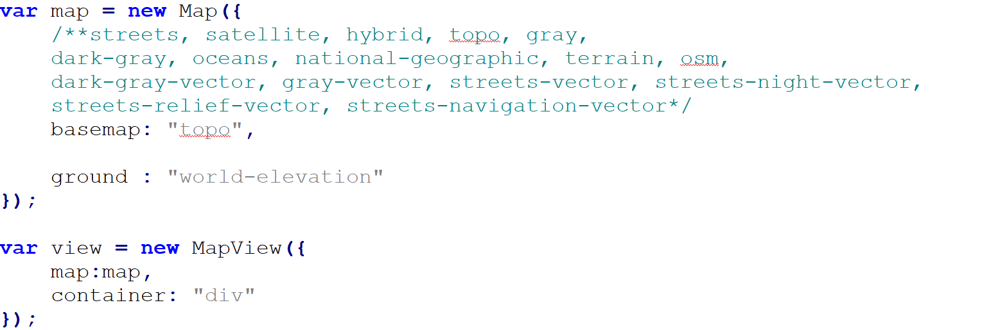 var map = new Map({
/**streets, satellite, hybrid, topo, gray,
dark-gray, oceans, national-geographic, terrain, osm,
dark-gray-vector, gray-vector, streets-vector, streets-night-vector,
streets-relief-vector, streets-navigation-vector*/
basemap: "topo",
ground : "world-elevation"
});
var view = new MapView({
map:map,
container: "div"
});